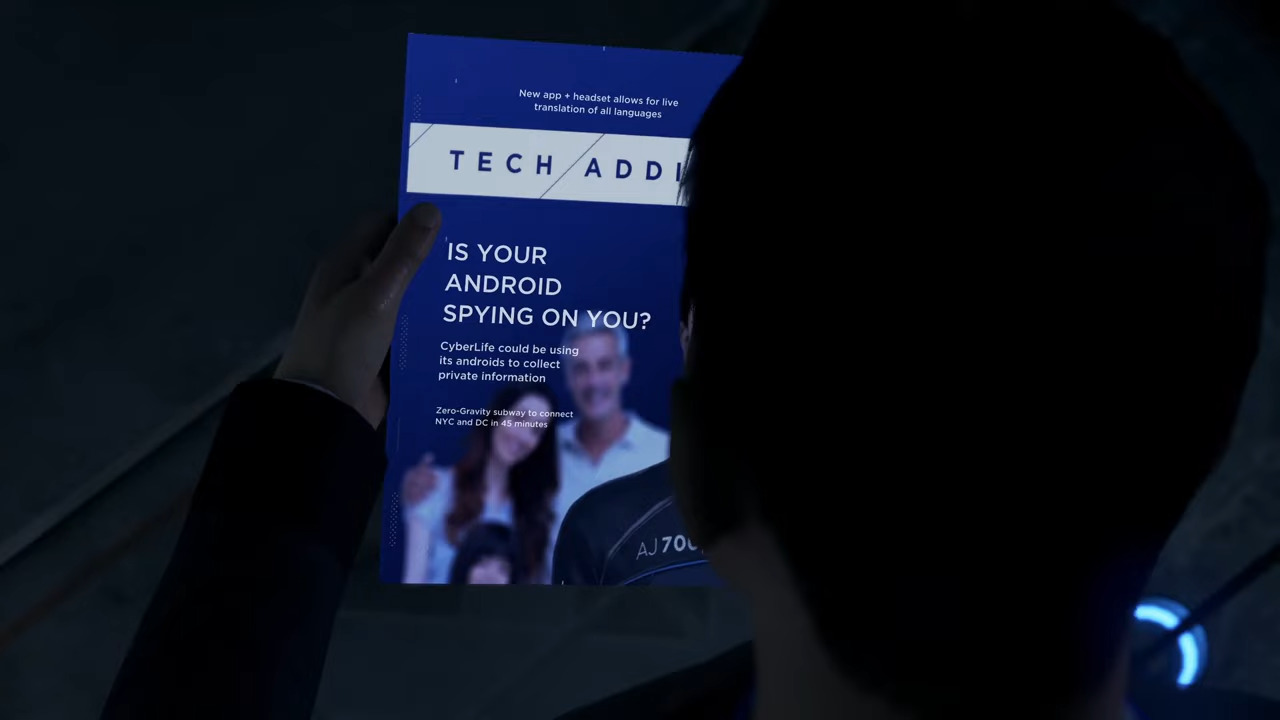 New app + headset allows for live
translation of all languages
TECH ADDI
IS YOUR
ANDROID
SPYING ON YOU?
CyberLife could be using
its androids to collect
private information
Zero-Gravity subway to connect
NYC and DC in 45 minutes
AJ700